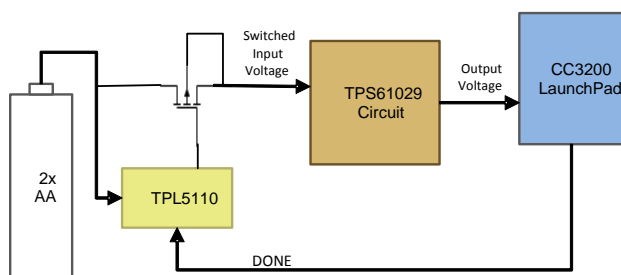 Switched
Input
Voltage
TPS61029
Circuit
Output
Voltage
CC3200
LaunchPad
2x
AA
TPL5110
DONE